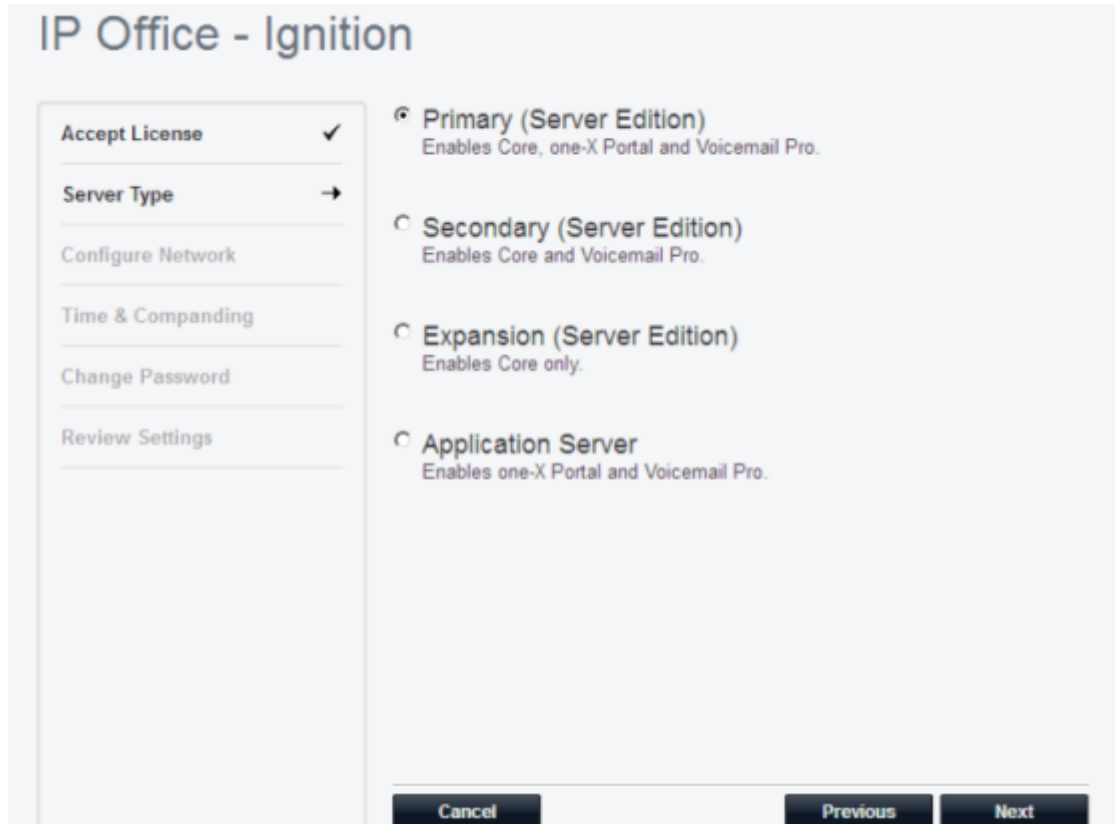 IP Office - Ignition
Accept License
Server Type
Configure Network
Time & Companding
Change Password
Review Settings
Primary (Server Edition)
Enables Core, one-X Portal and Voicemail Pro.
Secondary (Server Edition)
Enables Core and Voicemail Pro.
Expansion (Server Edition)
Enables Core only.
Application Server
Enables one-X Portal and Voicemail Pro.
Cancel
Previous
Next